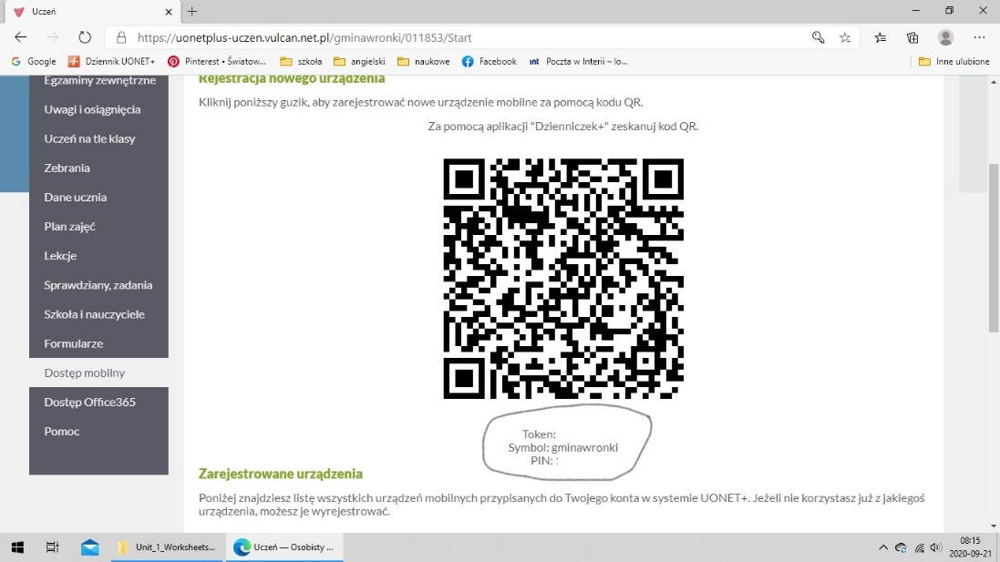 Uczeń
https://uonetplus-uczen.vulcan.net.pl/gminawronki/011853/Start
Google
Dziennik UONET+
Pinterest • Światow...
szkoła
angielski
naukowe
Facebook
int
Poczta w Interii – lo...
Inne ulubione
Egzaminy zewnętrzne
Uwagi i osiągnięcia
Uczeń na tle klasy
Zebrania
Dane ucznia
Plan zajęć
Lekcje
Sprawdziany, zadania
Szkoła i nauczyciele
Formularze
Dostęp mobilny
Dostęp Office365
Pomoc
Rejestracja nowego urządzenia
Kliknij poniższy guzik, aby zarejestrować nowe urządzenie mobilne za pomocą kodu QR.
Za pomocą aplikacji "Dzienniczek+" zeskanuj kod QR.
Token:
Symbol: gminawronki
PIN:
Zarejestrowane urządzenia
Poniżej znajdziesz listę wszystkich urządzeń mobilnych przypisanych do Twojego konta w systemie UONET+. Jeżeli nie korzystasz już z jakiegoś
urządzenia, możesz je wyrejestrować.
Unit_1_Worksheets...
Uczeń — Osobisty ...
08:15
2020-09-21